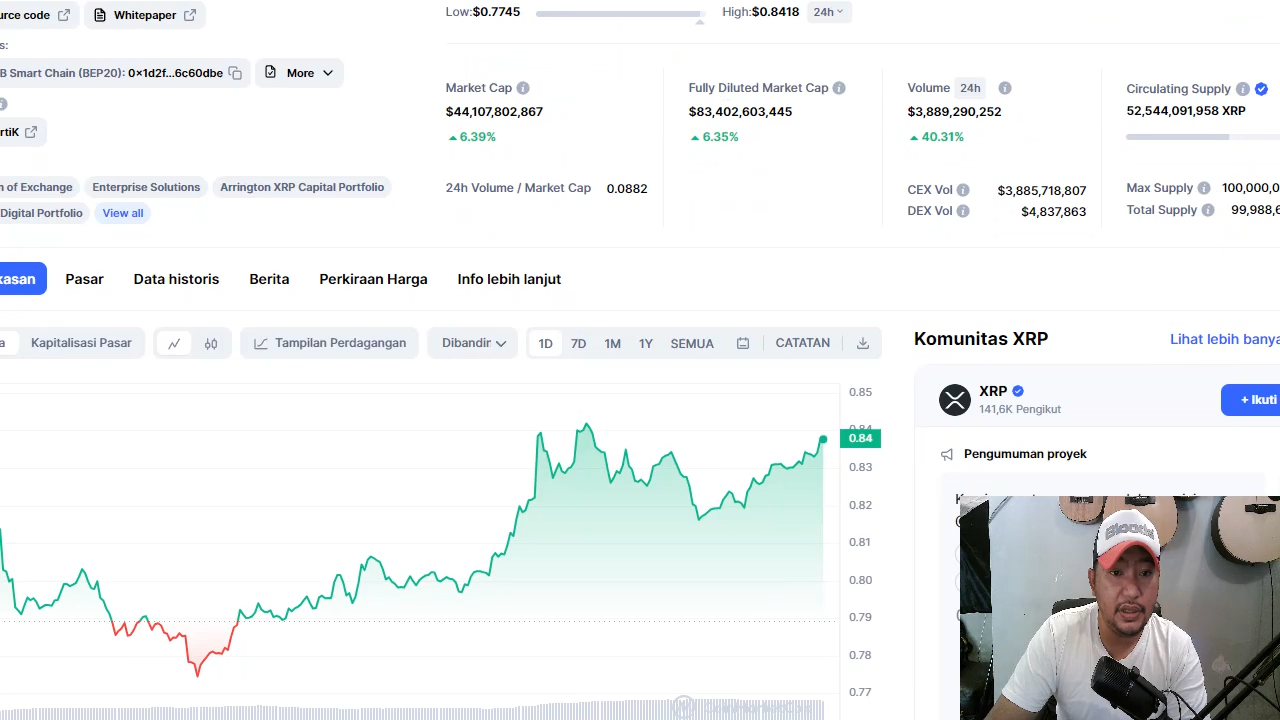 urce code
Whitepaper
Low:$0.7745
High:$0.8418
24h
s:
B Smart Chain (BEP20): 0x1d2f...6c60dbe
More
rtiK
Market Cap
$44,107,802,867
6.39%
24h Volume / Market Cap 0.0882
Fully Diluted Market Cap
$83,402,603,445
6.35%
Volume 24h
$3,889,290,252
40.31%
CEX Vol $3,885,718,807
DEX Vol $4,837,863
Circulating Supply
52,544,091,958 XRP
Max Supply 100,000,0
Total Supply 99,988,6
n of Exchange
Enterprise Solutions
Arrington XRP Capital Portfolio
Digital Portfolio
View all
kasan
Pasar
Data historis
Berita
Perkiraan Harga
Info lebih lanjut
a
Kapitalisasi Pasar
Tampilan Perdagangan
Dibandin
1D
7D
1M
1Y
SEMUA
CATATAN
0.85
0.84
0.84
0.83
0.82
0.81
0.80
0.79
0.78
0.77
Komunitas XRP
Lihat lebih banya
XRP
141,6K Pengikut
+ Ikuti
Pengumuman proyek